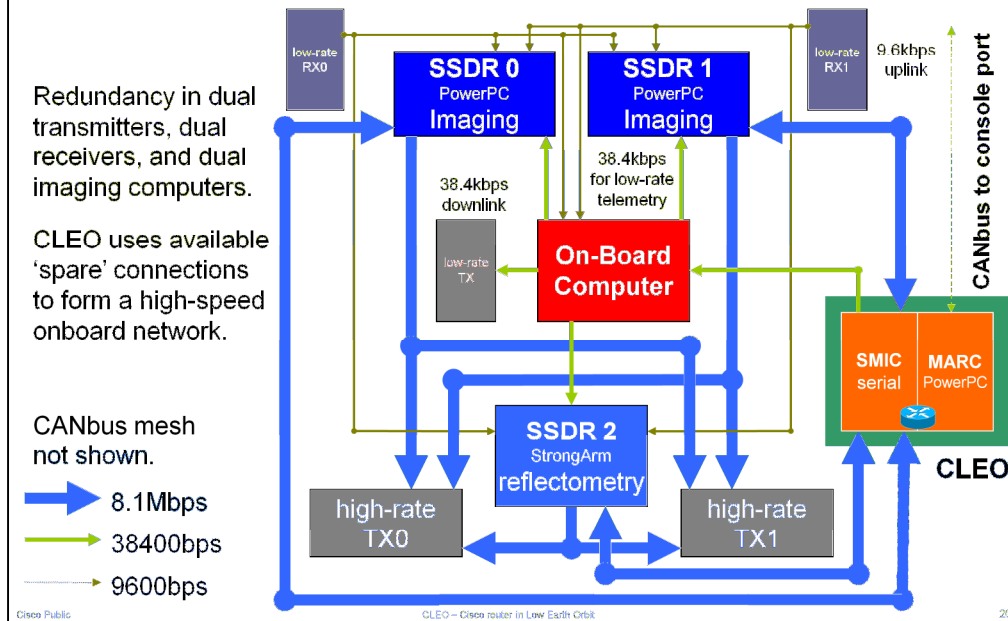 low-rate
RX0
SSDR 0
PowerPC
Imaging
SSDR 1
PowerPC
Imaging
low-rate
RX1
9.6kbps
uplink
Redundancy in dual
transmitters, dual
receivers, and dual
imaging computers.
CLEO uses available
‘spare’ connections
to form a high-speed
onboard network.
38.4kbps
downlink
38.4kbps
for low-rate
telemetry
CANbus to console port
low-rate
TX
On-Board
Computer
SMIC
serial
MARC
PowerPC
CLEO
SSDR 2
StrongArm
reflectometry
high-rate
TX0
high-rate
TX1
CANbus mesh
not shown.
8.1Mbps
38400bps
9600bps
Cisco Public
CLEO – Cisco router in Low Earth Orbit